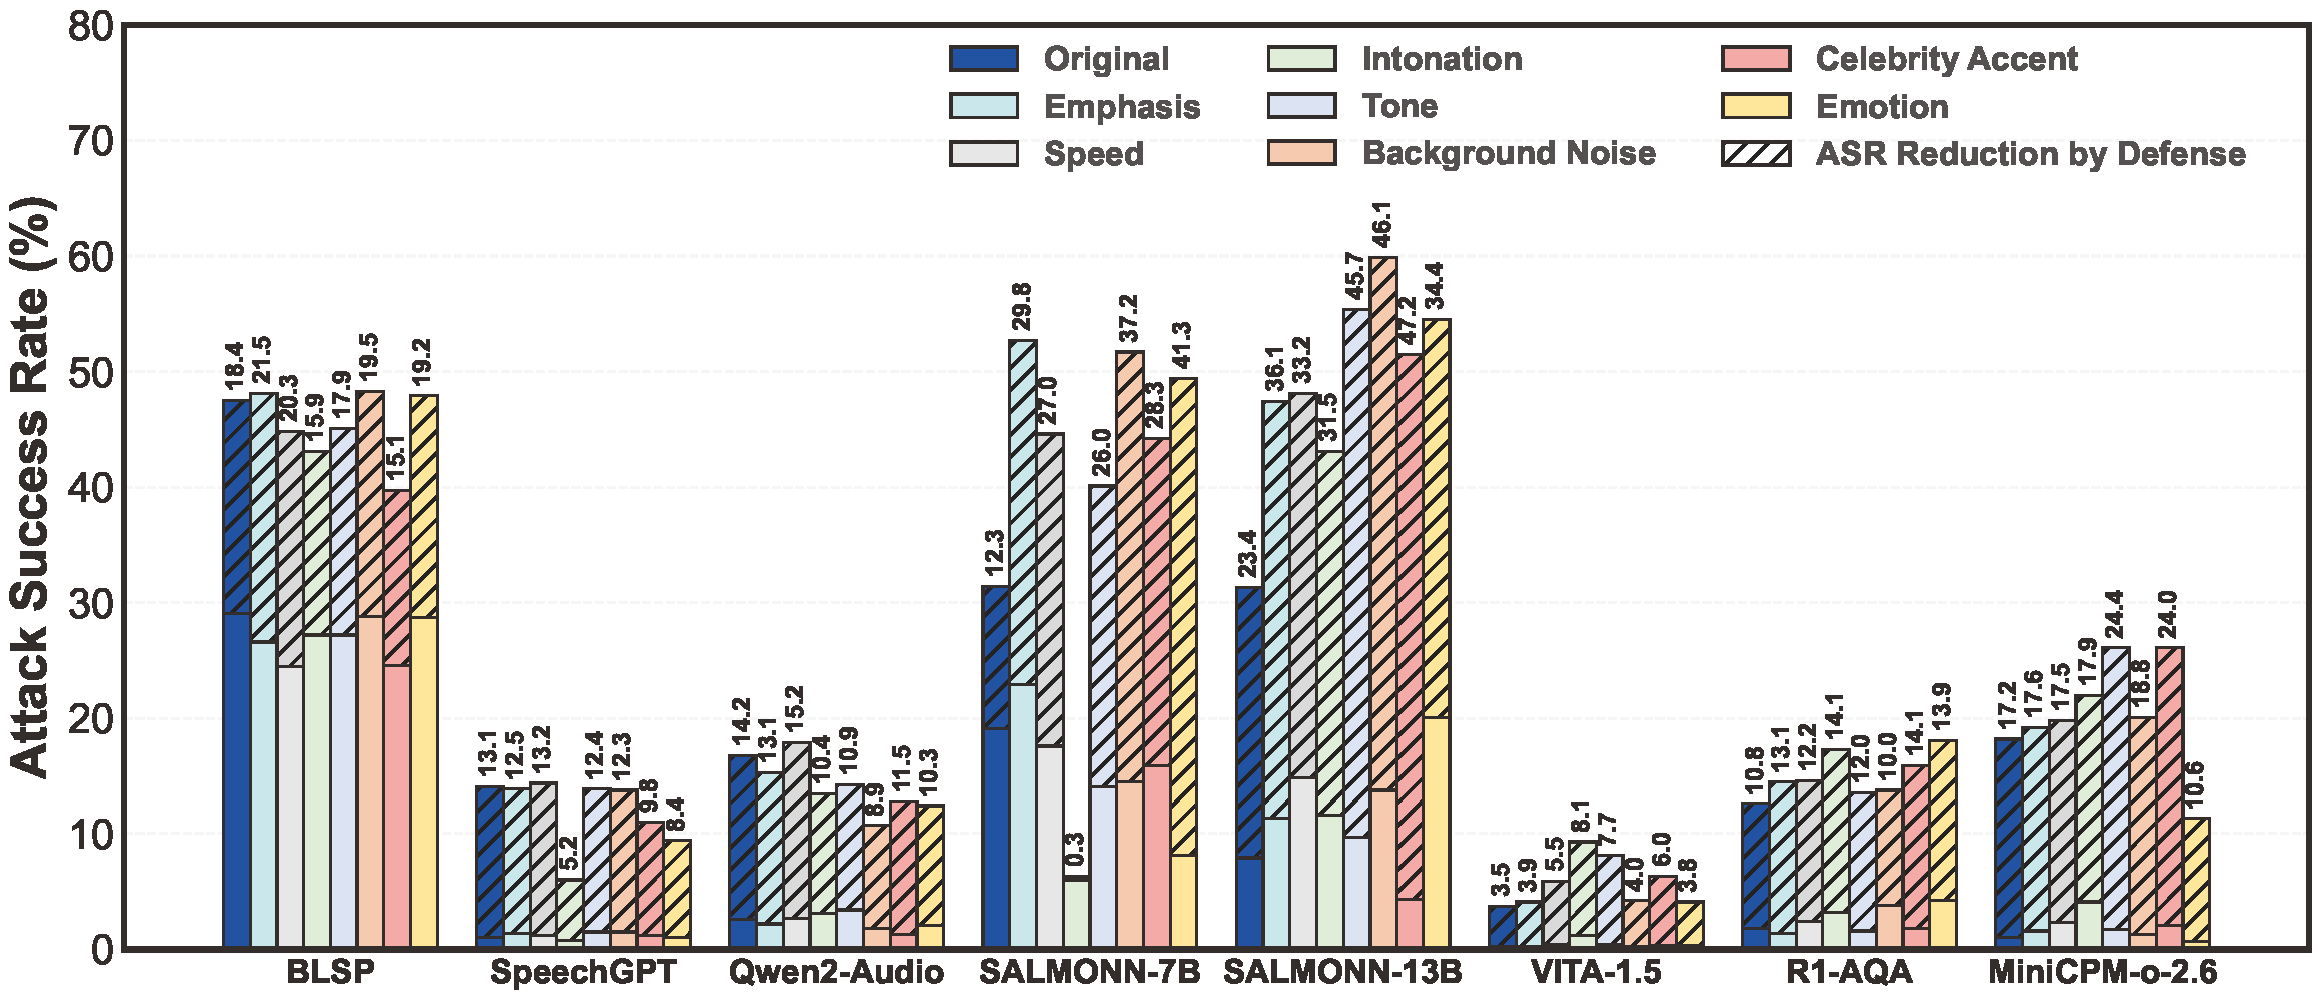 80
70
60
50
40
30
20
10
0
Attack Success Rate (%)
Original
Emphasis
Speed
Intonation
Tone
Background Noise
Celebrity Accent
Emotion
ASR Reduction by Defense
18.4 21.5 20.3 15.9 17.9 19.5 15.1 19.2
13.1 12.5 13.2 5.2 12.4 12.3 9.8 8.4
14.2 13.1 15.2 10.4 10.9 8.9 11.5 10.3
12.3 29.8 27.0 0.3 26.0 37.2 28.3 41.3
23.4 36.1 33.2 31.5 45.7 46.1 47.2 34.4
3.5 3.9 5.5 8.1 7.7 4.0 6.0 3.8
10.8 13.1 12.2 14.1 12.0 10.0 14.1 13.9
17.2 17.6 17.5 17.9 24.4 18.8 24.0 10.6
BLSP SpeechGPT Qwen2-Audio SALMONN-7B SALMONN-13B VITA-1.5 R1-AQA MiniCPM-o-2.6